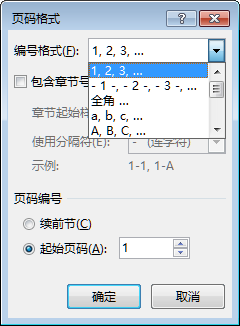 页码格式
编号格式(F): 1, 2, 3, ...
1, 2, 3, ...
- 1 -, - 2 -, - 3 -, ...
全角 ...
a, b, c, ...
A, B, C, ...
包含章节号
章节起始样
使用分隔符(E): - (连字符)
示例: 1-1, 1-A
页码编号
续前节(C)
起始页码(A): 1
确定 取消